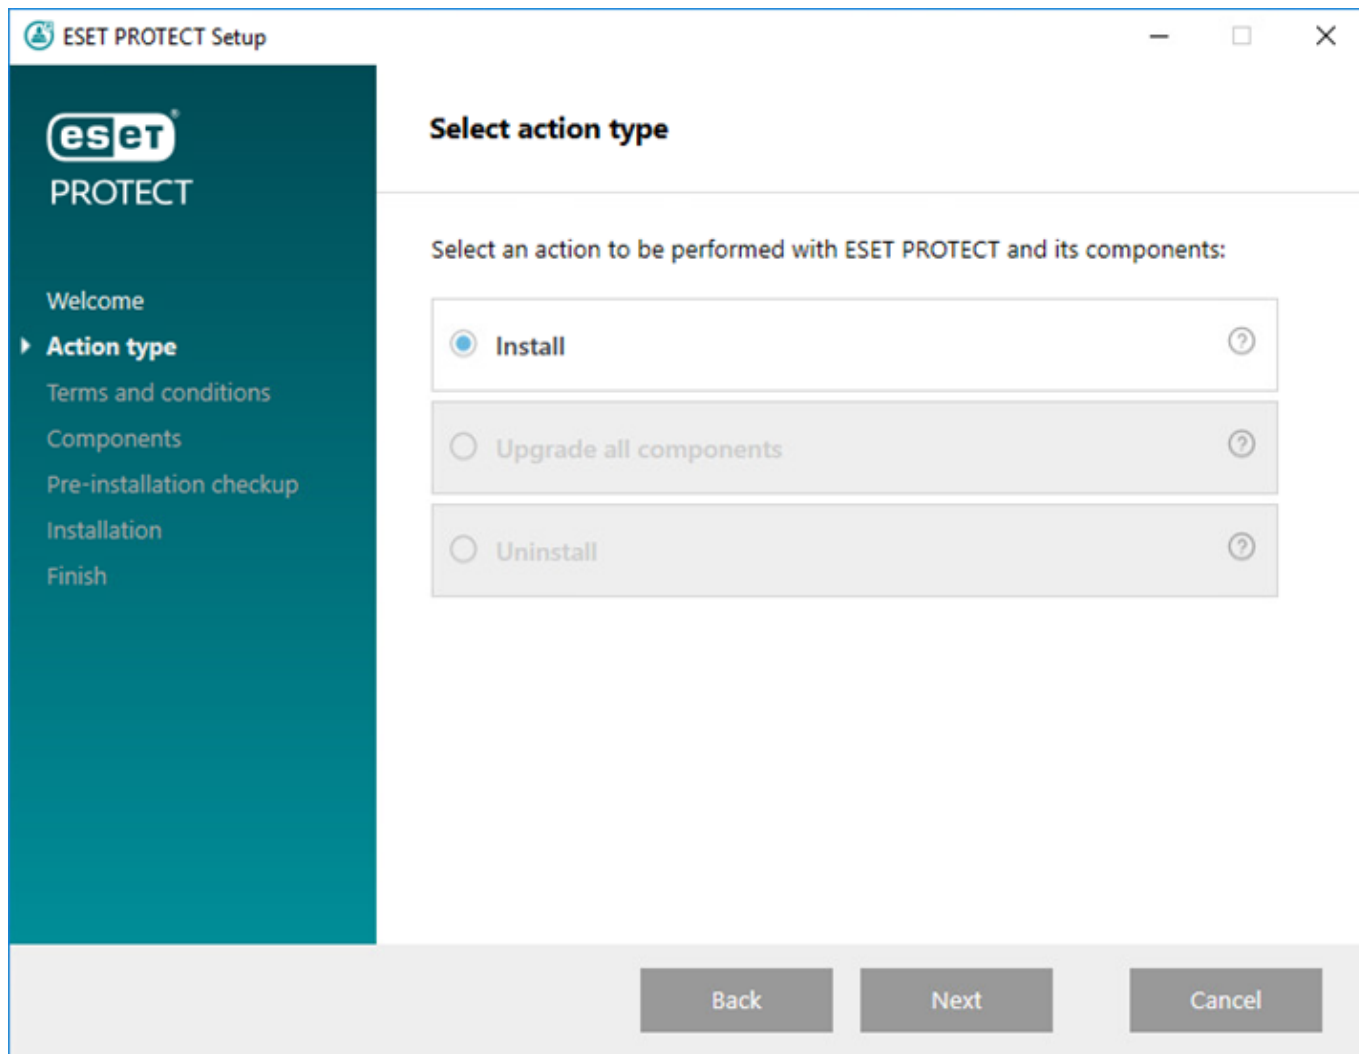 ESET PROTECT Setup
eseT®
PROTECT
Welcome
Action type
Terms and conditions
Components
Pre-installation checkup
Installation
Finish
Select action type
Select an action to be performed with ESET PROTECT and its components:
Install
Upgrade all components
Uninstall
Back Next Cancel